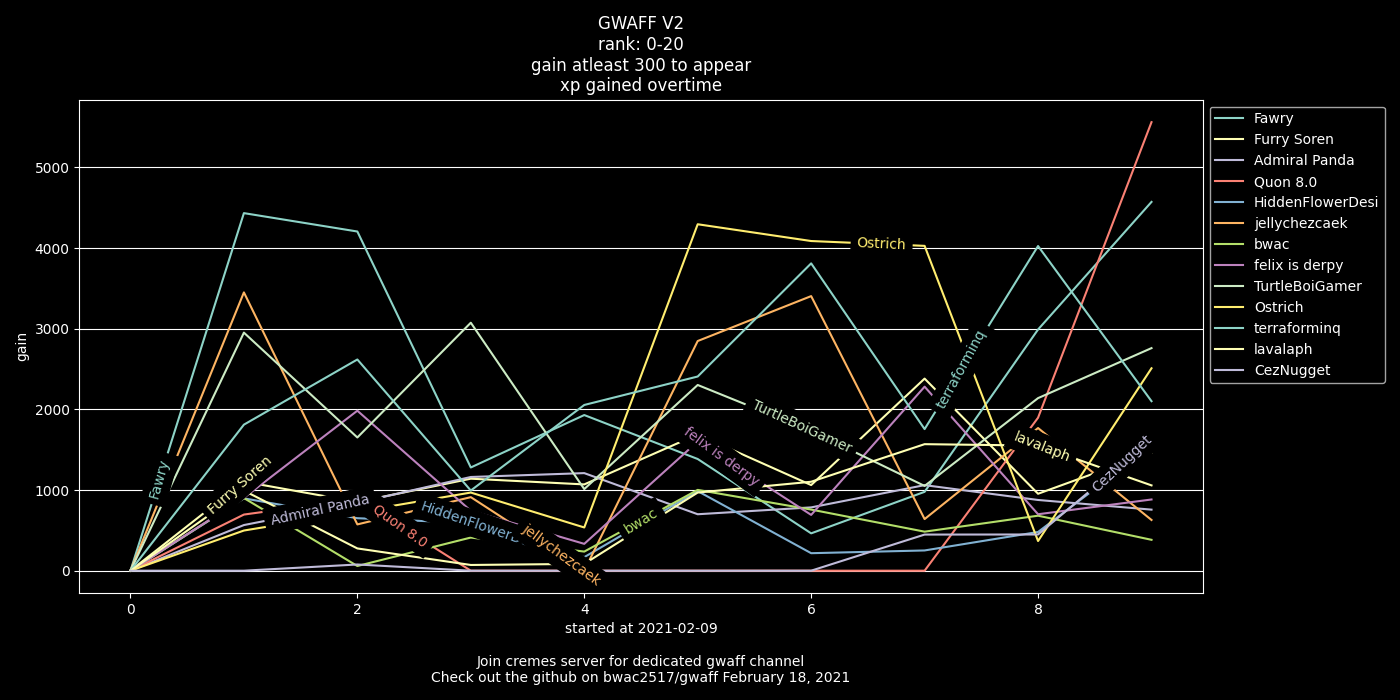 GWAFF V2
rank: 0-20
gain atleast 300 to appear
xp gained overtime
gain
5000
4000
3000
2000
1000
0
0
2
4
6
8
started at 2021-02-09
Fawry
Furry Soren
Admiral Panda
Quon 8.0
HiddenFlowerD
jellychezcaek
bwac
felix is derpy
TurtleBoiGamer
Ostrich
terraforminq
lavalaph
CezNugget
Fawry
Furry Soren
Admiral Panda
Quon 8.0
HiddenFlowerDesi
jellychezcaek
bwac
felix is derpy
TurtleBoiGamer
Ostrich
terraforminq
lavalaph
CezNugget
Join cremes server for dedicated gwaff channel
Check out the github on bwac2517/gwaff February 18, 2021